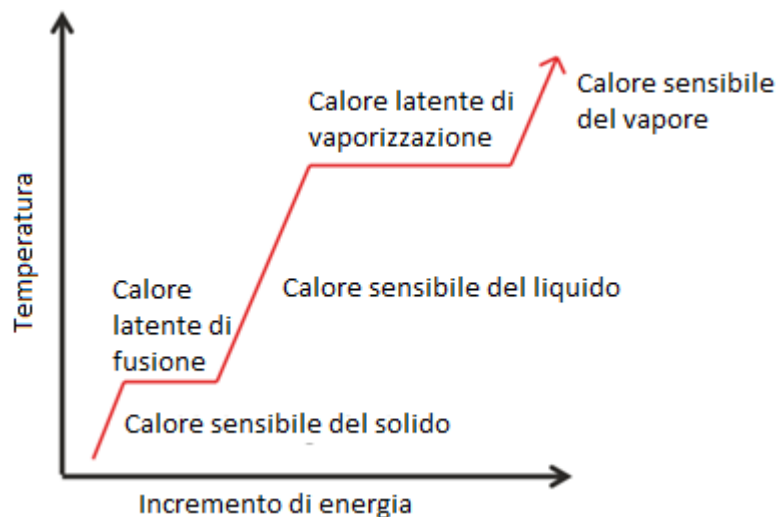 Temperatura
Calore latente di
vaporizzazione
Calore sensibile
del vapore
Calore
latente di
fusione
Calore sensibile del liquido
Calore sensibile del solido
Incremento di energia